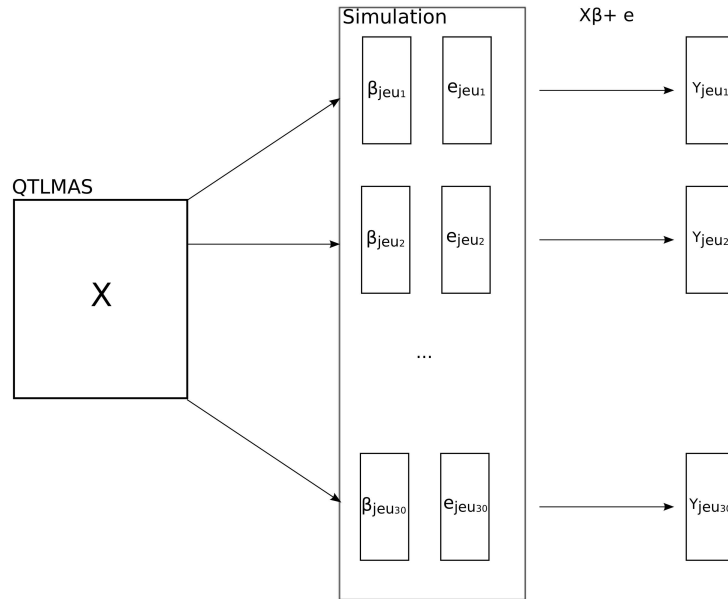 Simulation
Xβ+ e
βjeu₁
ejeu₁
Yjeu₁
QTLMAS
X
βjeu₂
ejeu₂
Yjeu₂
...
βjeu₃₀
ejeu₃₀
Yjeu₃₀